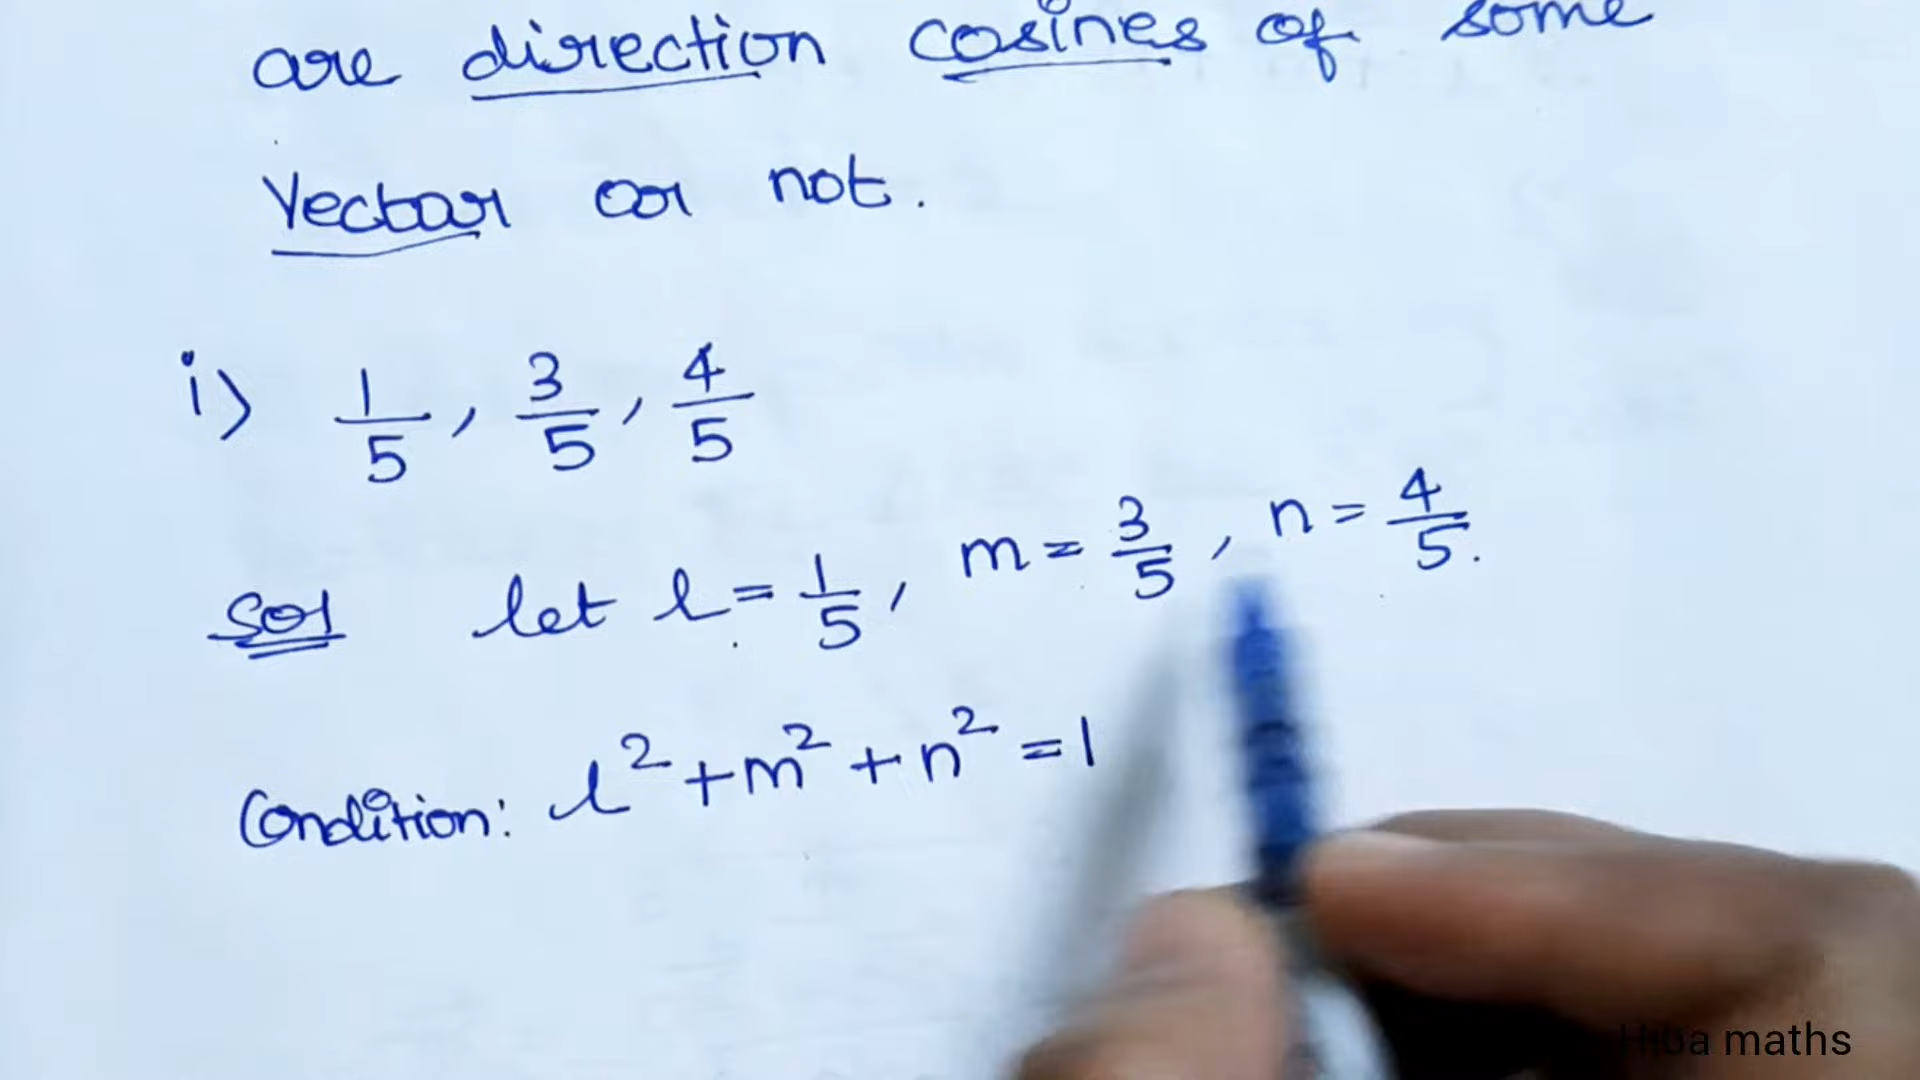 are direction cosines of some
Vector or not.
i) 1/5, 3/5, 4/5
Sol let l = 1/5, m = 3/5, n = 4/5.
Condition: l² + m² + n² = 1
Hiba maths